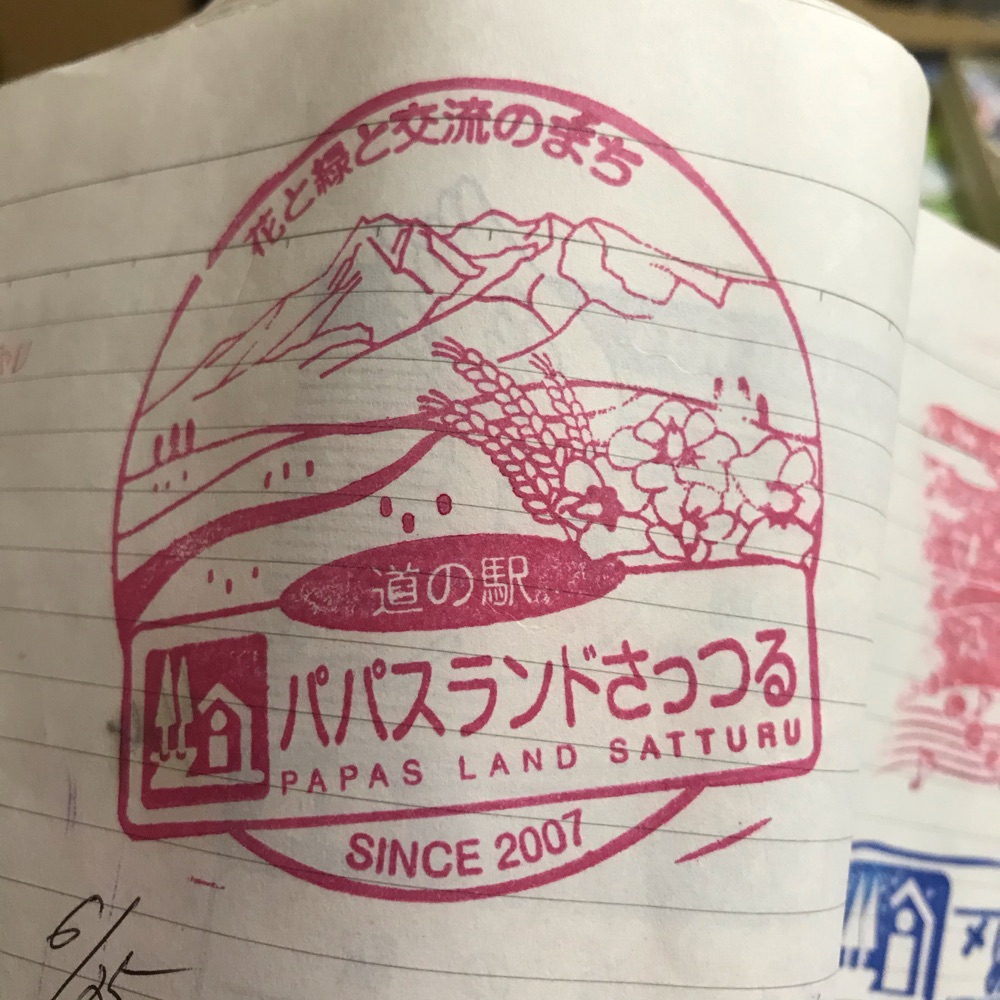 花と緑と交流のまち
道の駅
パパスランドさっつる
PAPAS LAND SATTURU
SINCE 2007
6/25